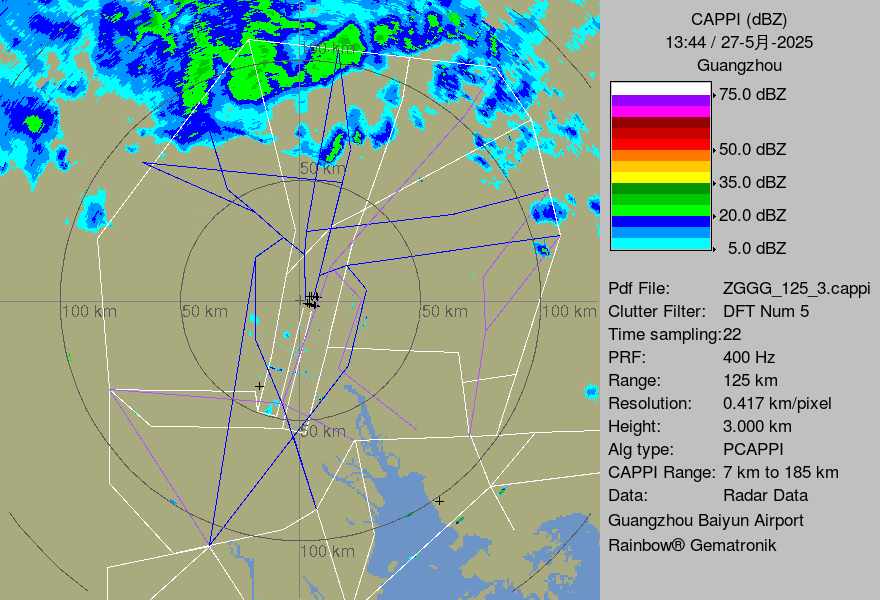 CAPPI (dBZ)
13:44 / 27-5月-2025
Guangzhou
75.0 dBZ
50.0 dBZ
35.0 dBZ
20.0 dBZ
5.0 dBZ
Pdf File: ZGGG_125_3.cappi
Clutter Filter: DFT Num 5
Time sampling:22
PRF: 400 Hz
Range: 125 km
Resolution: 0.417 km/pixel
Height: 3.000 km
Alg type: PCAPPI
CAPPI Range: 7 km to 185 km
Data: Radar Data
Guangzhou Baiyun Airport
Rainbow® Gematronik
100 km
50 km
100 km
50 km
50 km
100 km
50 km
100 km